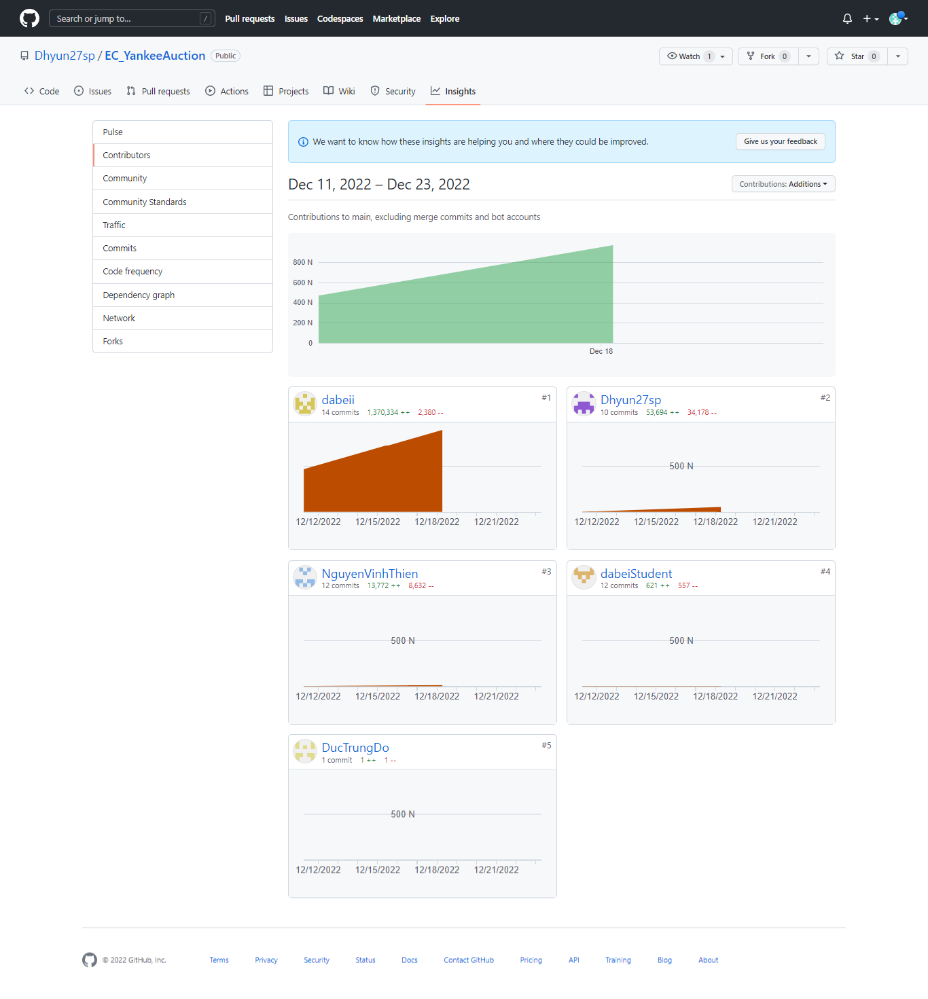 Search or jump to... / Pull requests Issues Codespaces Marketplace Explore
Dhyun27sp / EC_YankeeAuction Public Watch 1 Fork 0 Star 0
Code Issues Pull requests Actions Projects Wiki Security Insights
Pulse
Contributors
Community
Community Standards
Traffic
Commits
Code frequency
Dependency graph
Network
Forks
We want to know how these insights are helping you and where they could be improved. Give us your feedback
Dec 11, 2022 – Dec 23, 2022 Contributions: Additions
Contributions to main, excluding merge commits and bot accounts
800 N
600 N
400 N
200 N
0
Dec 18
dabeii #1
14 commits 1,370,334 ++ 2,380 --
12/12/2022 12/15/2022 12/18/2022 12/21/2022
Dhyun27sp #2
10 commits 53,694 ++ 34,178 --
500 N
12/12/2022 12/15/2022 12/18/2022 12/21/2022
NguyenVinhThien #3
12 commits 13,772 ++ 8,632 --
500 N
12/12/2022 12/15/2022 12/18/2022 12/21/2022
dabeiStudent #4
12 commits 621 ++ 557 --
500 N
12/12/2022 12/15/2022 12/18/2022 12/21/2022
DucTrungDo #5
1 commit 1 ++ 1 --
500 N
12/12/2022 12/15/2022 12/18/2022 12/21/2022
© 2022 GitHub, Inc. Terms Privacy Security Status Docs Contact GitHub Pricing API Training Blog About